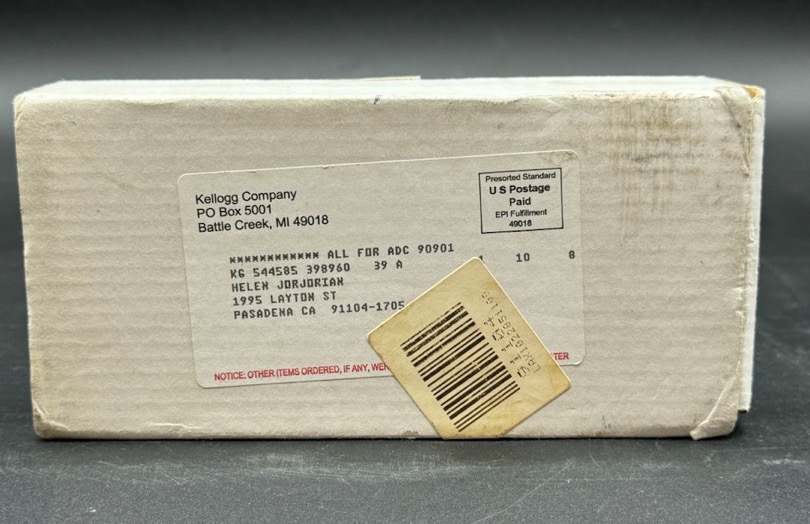 Kellogg Company
PO Box 5001
Battle Creek, MI 49018
Presorted Standard
U S Postage
Paid
EPI Fulfillment
49018
************ ALL FOR ADC 90901
KG 544585 398960 39 A
10 8
HELEN JORJORIAN
1995 LAYTON ST
PASADENA CA 91104-1705
NOTICE: OTHER ITEMS ORDERED, IF ANY,